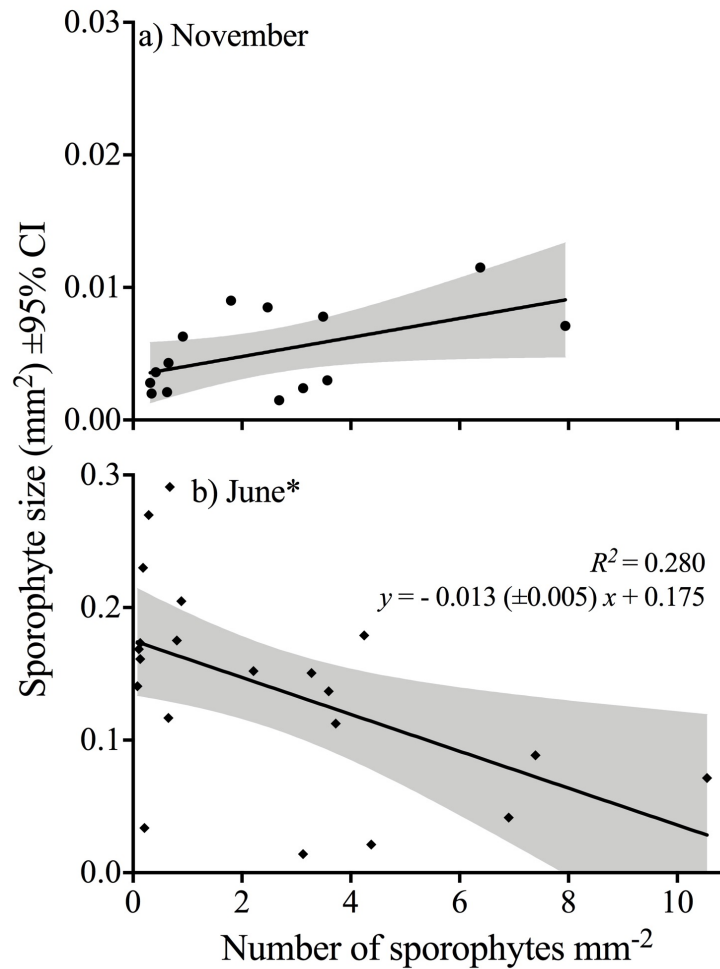 0.03
a) November
0.02
0.01
0.00
Sporophyte size (mm²) ±95% CI
0.3
b) June*
R² = 0.280
y = - 0.013 (±0.005) x + 0.175
0.2
0.1
0.0
0 2 4 6 8 10
Number of sporophytes mm⁻²